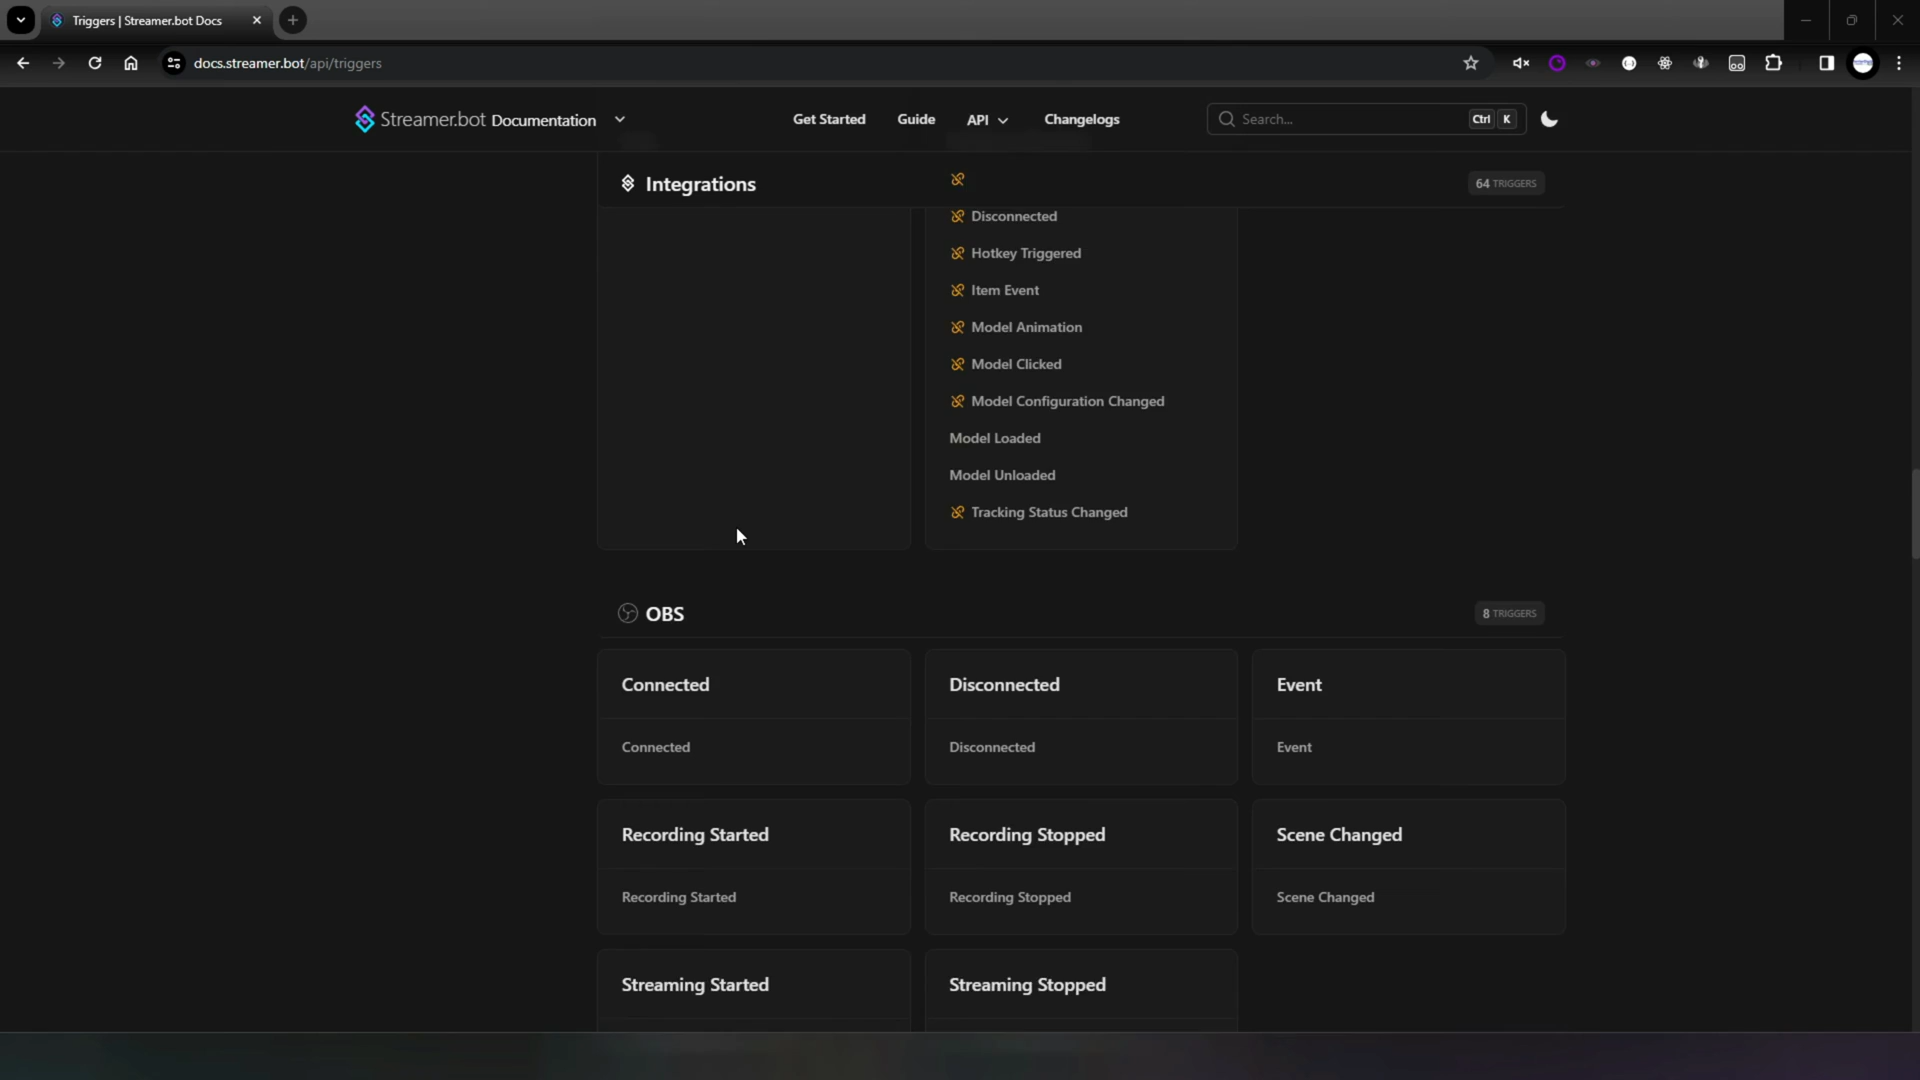 Triggers | Streamer.bot Docs
docs.streamer.bot/api/triggers
Streamer.bot Documentation
Get Started
Guide
API
Changelogs
Search...
Ctrl K
Integrations
64 TRIGGERS
Disconnected
Hotkey Triggered
Item Event
Model Animation
Model Clicked
Model Configuration Changed
Model Loaded
Model Unloaded
Tracking Status Changed
OBS
8 TRIGGERS
Connected
Disconnected
Event
Connected
Disconnected
Event
Recording Started
Recording Stopped
Scene Changed
Recording Started
Recording Stopped
Scene Changed
Streaming Started
Streaming Stopped